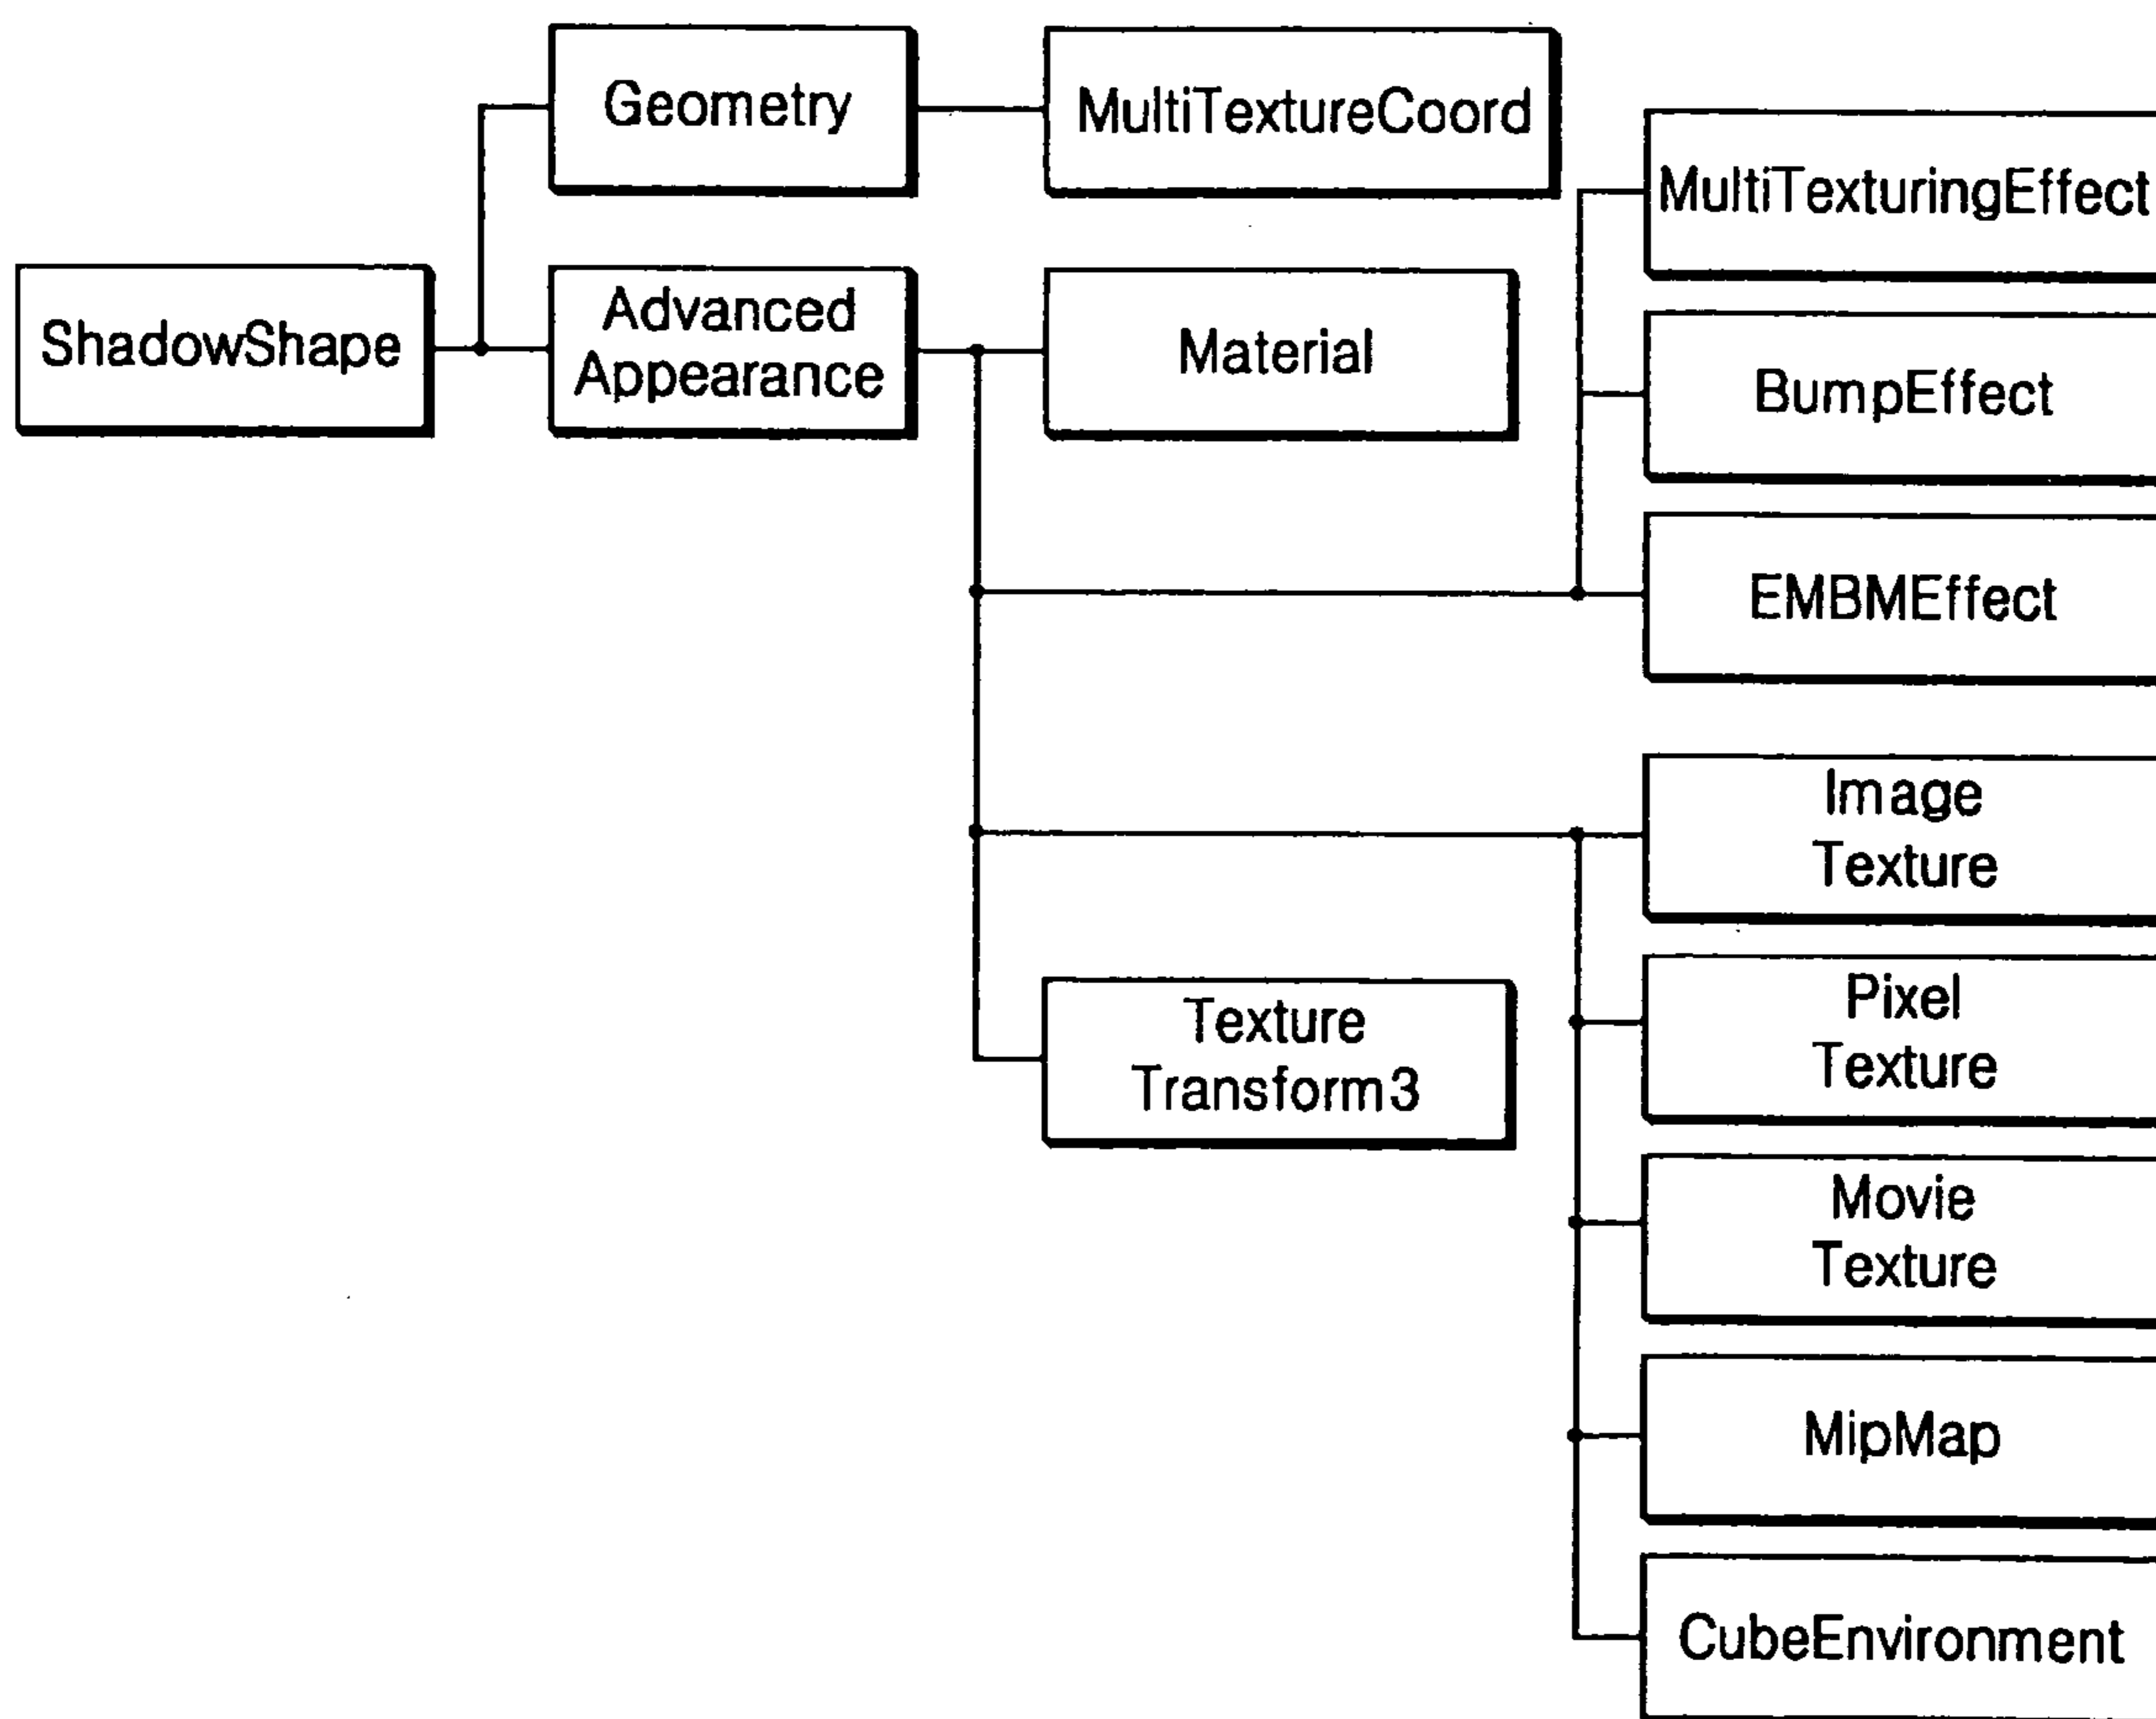 Geometry
MultiTextureCoord
MultiTexturingEffect
ShadowShape
Advanced
Appearance
Material
BumpEffect
EMBMEffect
Image
Texture
Pixel
Texture
Texture
Transform3
Movie
Texture
MipMap
CubeEnvironment